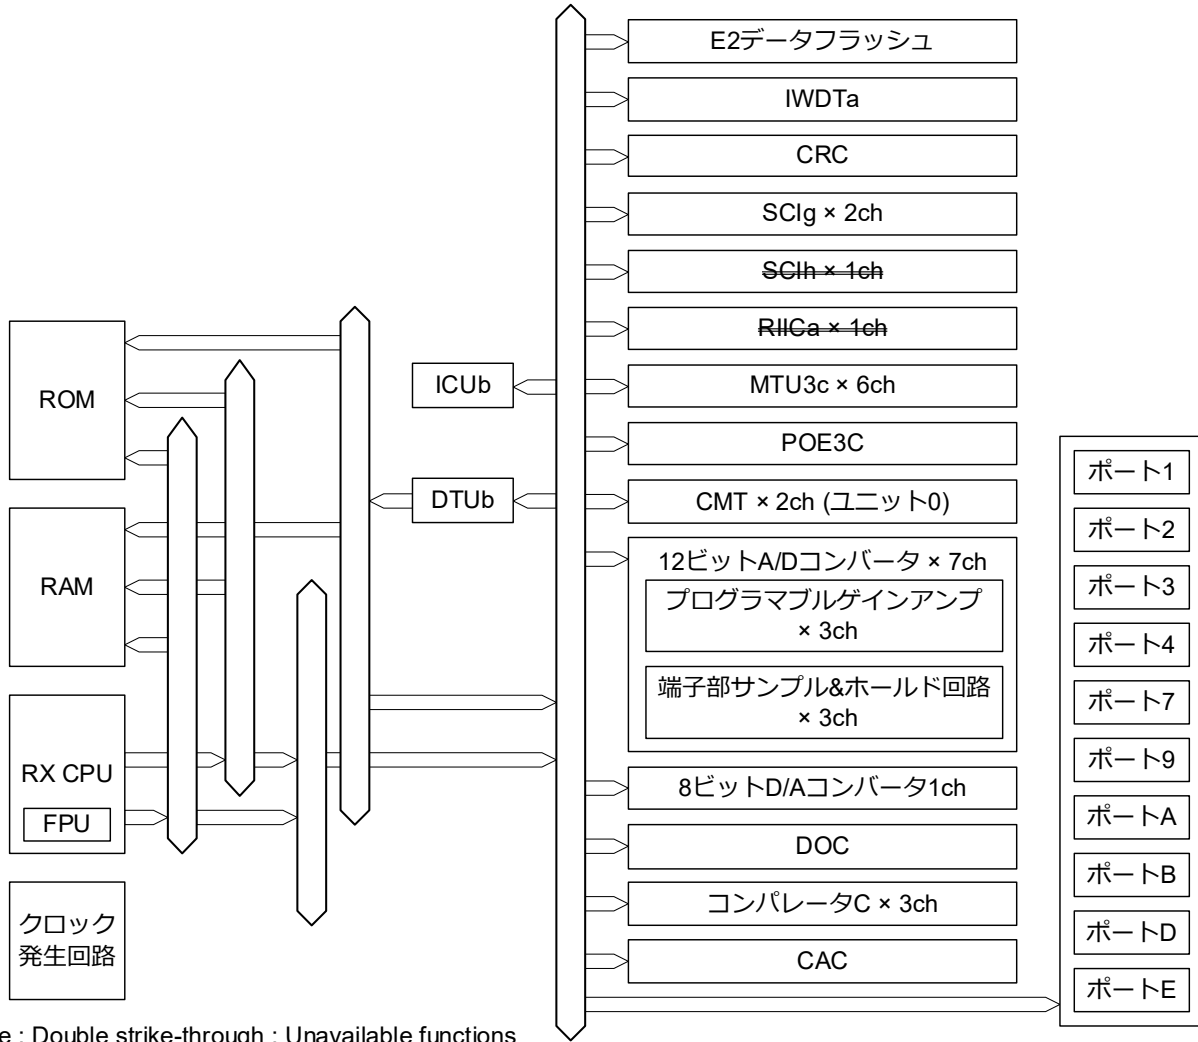 E2データフラッシュ
IWDTa
CRC
SCIg × 2ch
SCIh × 1ch
RIICa × 1ch
MTU3c × 6ch
POE3C
CMT × 2ch (ユニット0)
12ビットA/Dコンバータ × 7ch
プログラマブルゲインアンプ
× 3ch
端子部サンプル&ホールド回路
× 3ch
8ビットD/Aコンバータ1ch
DOC
コンパレータC × 3ch
CAC
ROM
RAM
RX CPU
FPU
クロック
発生回路
ICUb
DTUb
ポート1
ポート2
ポート3
ポート4
ポート7
ポート9
ポートA
ポートB
ポートD
ポートE
e : Double strike-through : Unavailable functions